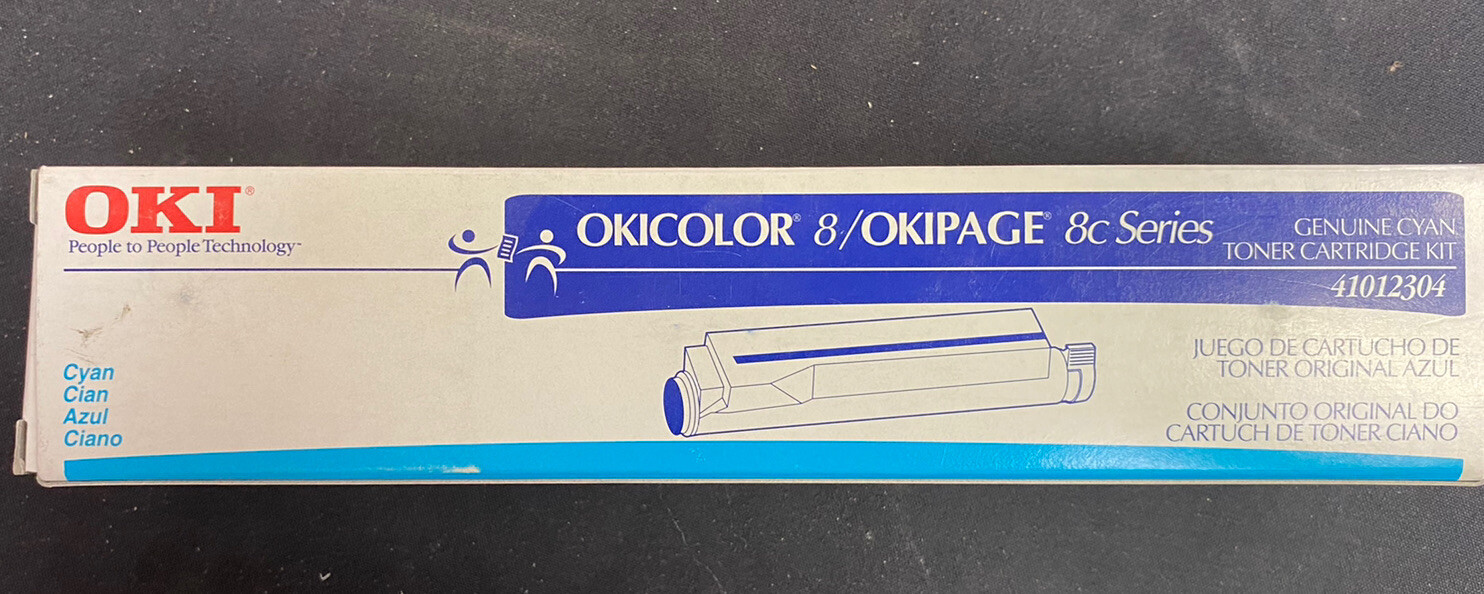 OKI®
People to People Technology™
OKICOLOR® 8/OKIPAGE® 8c Series
GENUINE CYAN
TONER CARTRIDGE KIT
41012304
Cyan
Cian
Azul
Ciano
JUEGO DE CARTUCHO DE
TONER ORIGINAL AZUL
CONJUNTO ORIGINAL DO
CARTUCH DE TONER CIANO